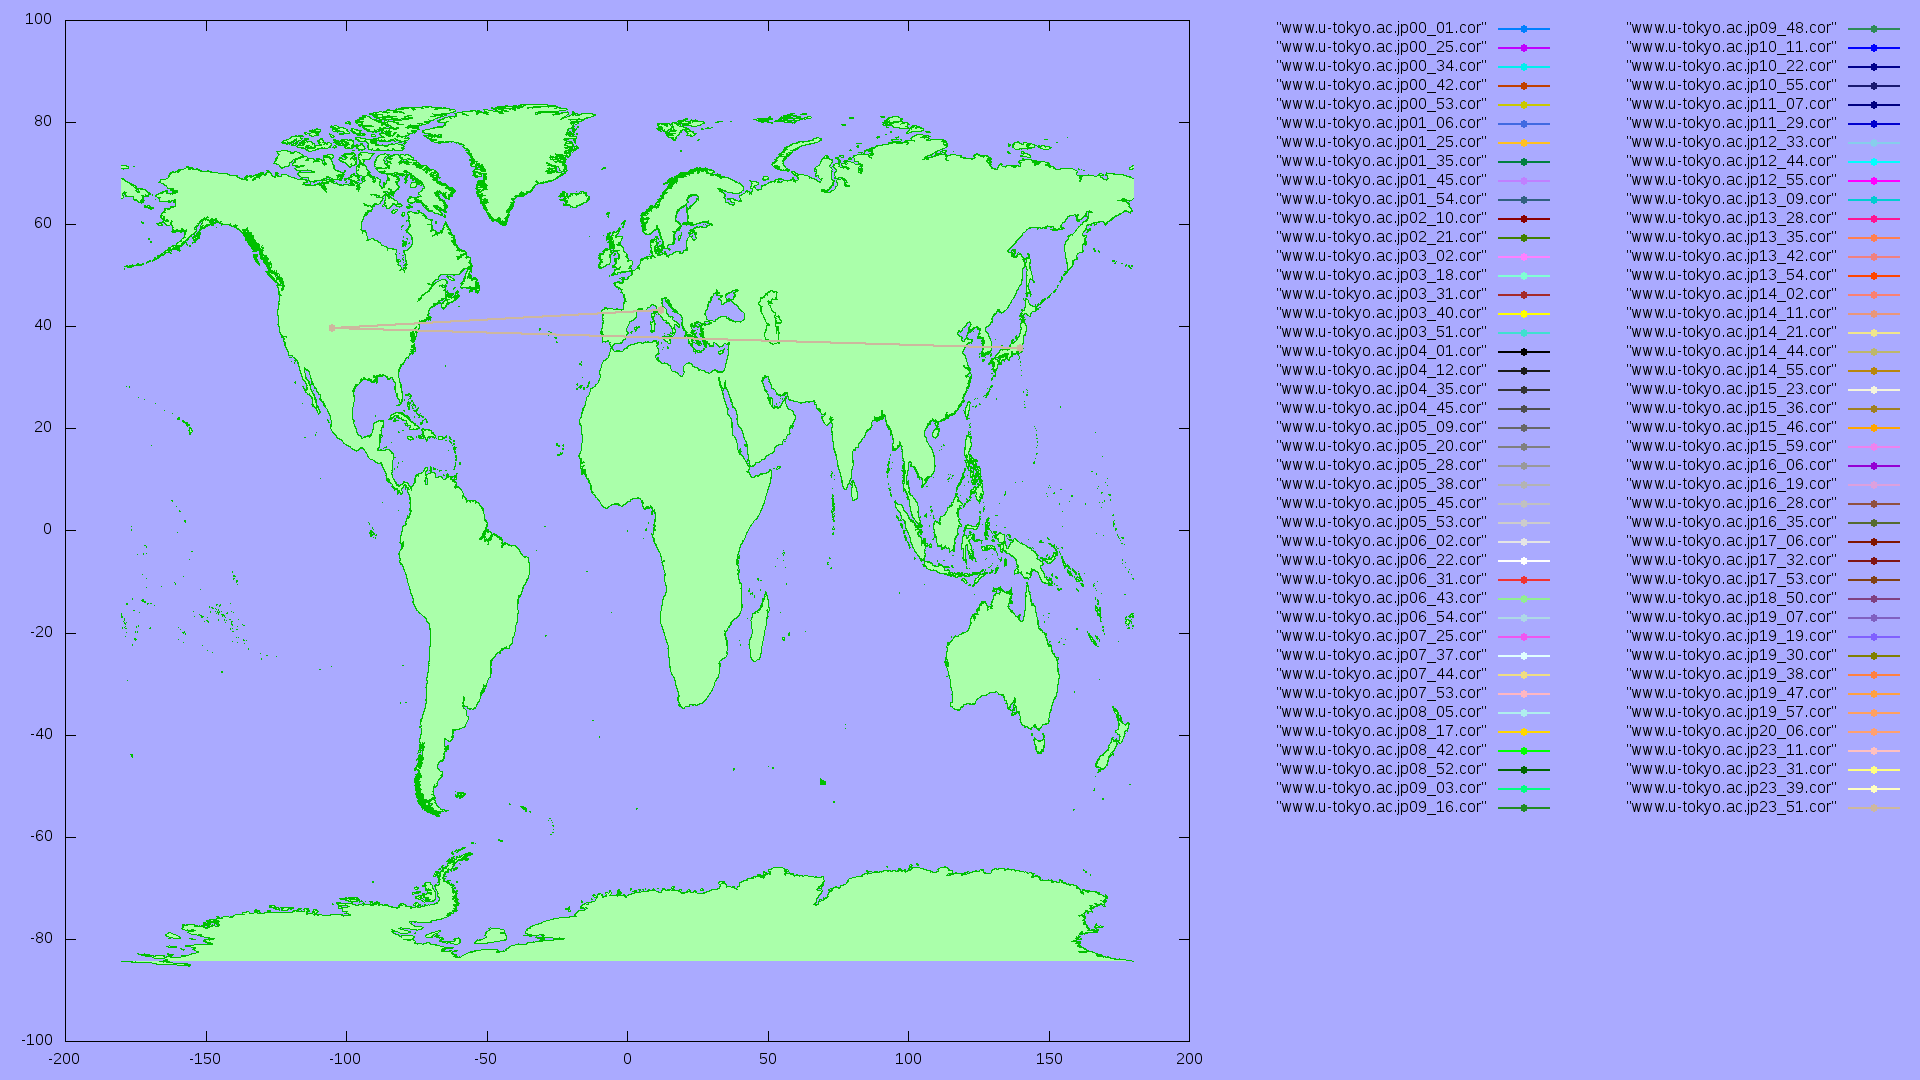 100
80
60
40
20
0
-20
-40
-60
-80
-100
-200
-150
-100
-50
0
50
100
150
200
"www.u-tokyo.ac.jp00_01.cor"
"www.u-tokyo.ac.jp00_25.cor"
"www.u-tokyo.ac.jp00_34.cor"
"www.u-tokyo.ac.jp00_42.cor"
"www.u-tokyo.ac.jp00_53.cor"
"www.u-tokyo.ac.jp01_06.cor"
"www.u-tokyo.ac.jp01_25.cor"
"www.u-tokyo.ac.jp01_35.cor"
"www.u-tokyo.ac.jp01_45.cor"
"www.u-tokyo.ac.jp01_54.cor"
"www.u-tokyo.ac.jp02_10.cor"
"www.u-tokyo.ac.jp02_21.cor"
"www.u-tokyo.ac.jp03_02.cor"
"www.u-tokyo.ac.jp03_18.cor"
"www.u-tokyo.ac.jp03_31.cor"
"www.u-tokyo.ac.jp03_40.cor"
"www.u-tokyo.ac.jp03_51.cor"
"www.u-tokyo.ac.jp04_01.cor"
"www.u-tokyo.ac.jp04_12.cor"
"www.u-tokyo.ac.jp04_35.cor"
"www.u-tokyo.ac.jp04_45.cor"
"www.u-tokyo.ac.jp05_09.cor"
"www.u-tokyo.ac.jp05_20.cor"
"www.u-tokyo.ac.jp05_28.cor"
"www.u-tokyo.ac.jp05_38.cor"
"www.u-tokyo.ac.jp05_45.cor"
"www.u-tokyo.ac.jp05_53.cor"
"www.u-tokyo.ac.jp06_02.cor"
"www.u-tokyo.ac.jp06_22.cor"
"www.u-tokyo.ac.jp06_31.cor"
"www.u-tokyo.ac.jp06_43.cor"
"www.u-tokyo.ac.jp06_54.cor"
"www.u-tokyo.ac.jp07_25.cor"
"www.u-tokyo.ac.jp07_37.cor"
"www.u-tokyo.ac.jp07_44.cor"
"www.u-tokyo.ac.jp07_53.cor"
"www.u-tokyo.ac.jp08_05.cor"
"www.u-tokyo.ac.jp08_17.cor"
"www.u-tokyo.ac.jp08_42.cor"
"www.u-tokyo.ac.jp08_52.cor"
"www.u-tokyo.ac.jp09_03.cor"
"www.u-tokyo.ac.jp09_16.cor"
"www.u-tokyo.ac.jp09_48.cor"
"www.u-tokyo.ac.jp10_11.cor"
"www.u-tokyo.ac.jp10_22.cor"
"www.u-tokyo.ac.jp10_55.cor"
"www.u-tokyo.ac.jp11_07.cor"
"www.u-tokyo.ac.jp11_29.cor"
"www.u-tokyo.ac.jp12_33.cor"
"www.u-tokyo.ac.jp12_44.cor"
"www.u-tokyo.ac.jp12_55.cor"
"www.u-tokyo.ac.jp13_09.cor"
"www.u-tokyo.ac.jp13_28.cor"
"www.u-tokyo.ac.jp13_35.cor"
"www.u-tokyo.ac.jp13_42.cor"
"www.u-tokyo.ac.jp13_54.cor"
"www.u-tokyo.ac.jp14_02.cor"
"www.u-tokyo.ac.jp14_11.cor"
"www.u-tokyo.ac.jp14_21.cor"
"www.u-tokyo.ac.jp14_44.cor"
"www.u-tokyo.ac.jp14_55.cor"
"www.u-tokyo.ac.jp15_23.cor"
"www.u-tokyo.ac.jp15_36.cor"
"www.u-tokyo.ac.jp15_46.cor"
"www.u-tokyo.ac.jp15_59.cor"
"www.u-tokyo.ac.jp16_06.cor"
"www.u-tokyo.ac.jp16_19.cor"
"www.u-tokyo.ac.jp16_28.cor"
"www.u-tokyo.ac.jp16_35.cor"
"www.u-tokyo.ac.jp17_06.cor"
"www.u-tokyo.ac.jp17_32.cor"
"www.u-tokyo.ac.jp17_53.cor"
"www.u-tokyo.ac.jp18_50.cor"
"www.u-tokyo.ac.jp19_07.cor"
"www.u-tokyo.ac.jp19_19.cor"
"www.u-tokyo.ac.jp19_30.cor"
"www.u-tokyo.ac.jp19_38.cor"
"www.u-tokyo.ac.jp19_47.cor"
"www.u-tokyo.ac.jp19_57.cor"
"www.u-tokyo.ac.jp20_06.cor"
"www.u-tokyo.ac.jp23_11.cor"
"www.u-tokyo.ac.jp23_31.cor"
"www.u-tokyo.ac.jp23_39.cor"
"www.u-tokyo.ac.jp23_51.cor"